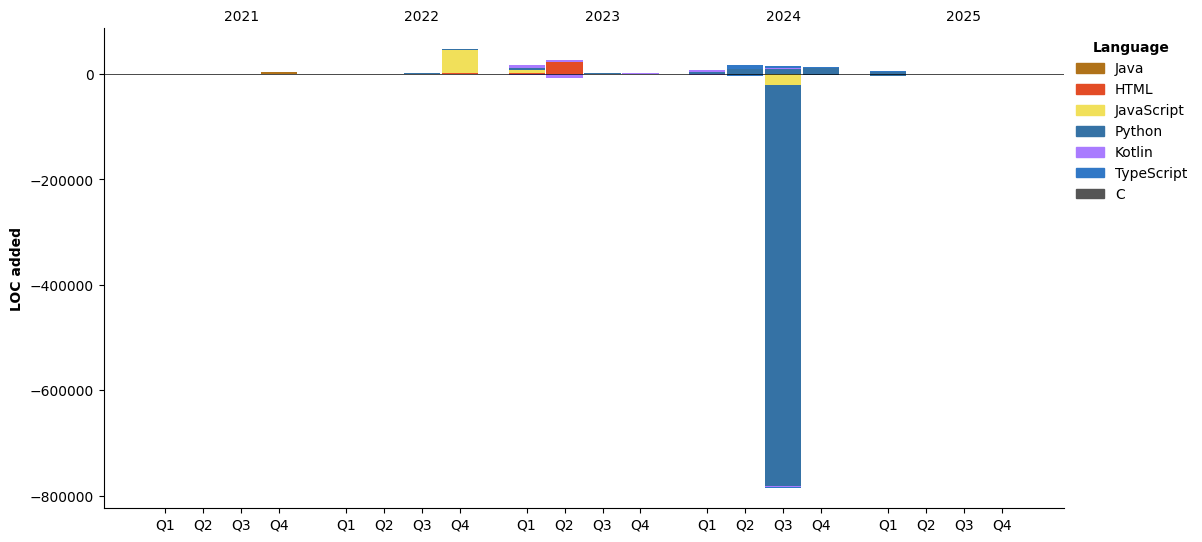 2021 2022 2023 2024 2025
Language
Java
HTML
JavaScript
Python
Kotlin
TypeScript
C
LOC added
0
−200000
−400000
−600000
−800000
Q1 Q2 Q3 Q4 Q1 Q2 Q3 Q4 Q1 Q2 Q3 Q4 Q1 Q2 Q3 Q4 Q1 Q2 Q3 Q4